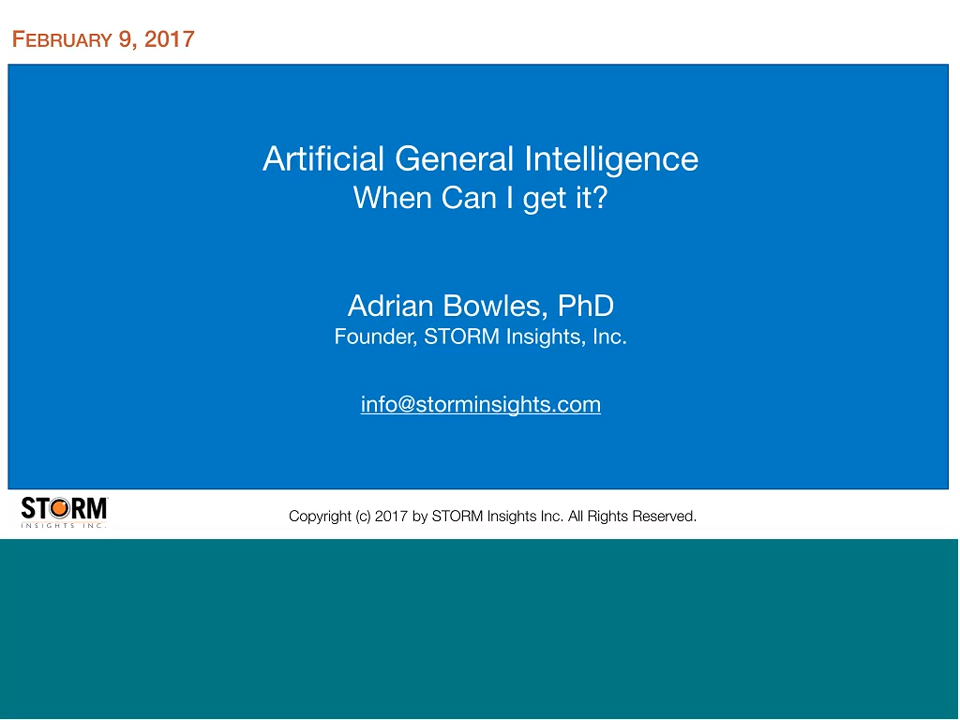 FEBRUARY 9, 2017
Artificial General Intelligence
When Can I get it?
Adrian Bowles, PhD
Founder, STORM Insights, Inc.
info@storminsights.com
STORM
INSIGHTS INC.
Copyright (c) 2017 by STORM Insights Inc. All Rights Reserved.